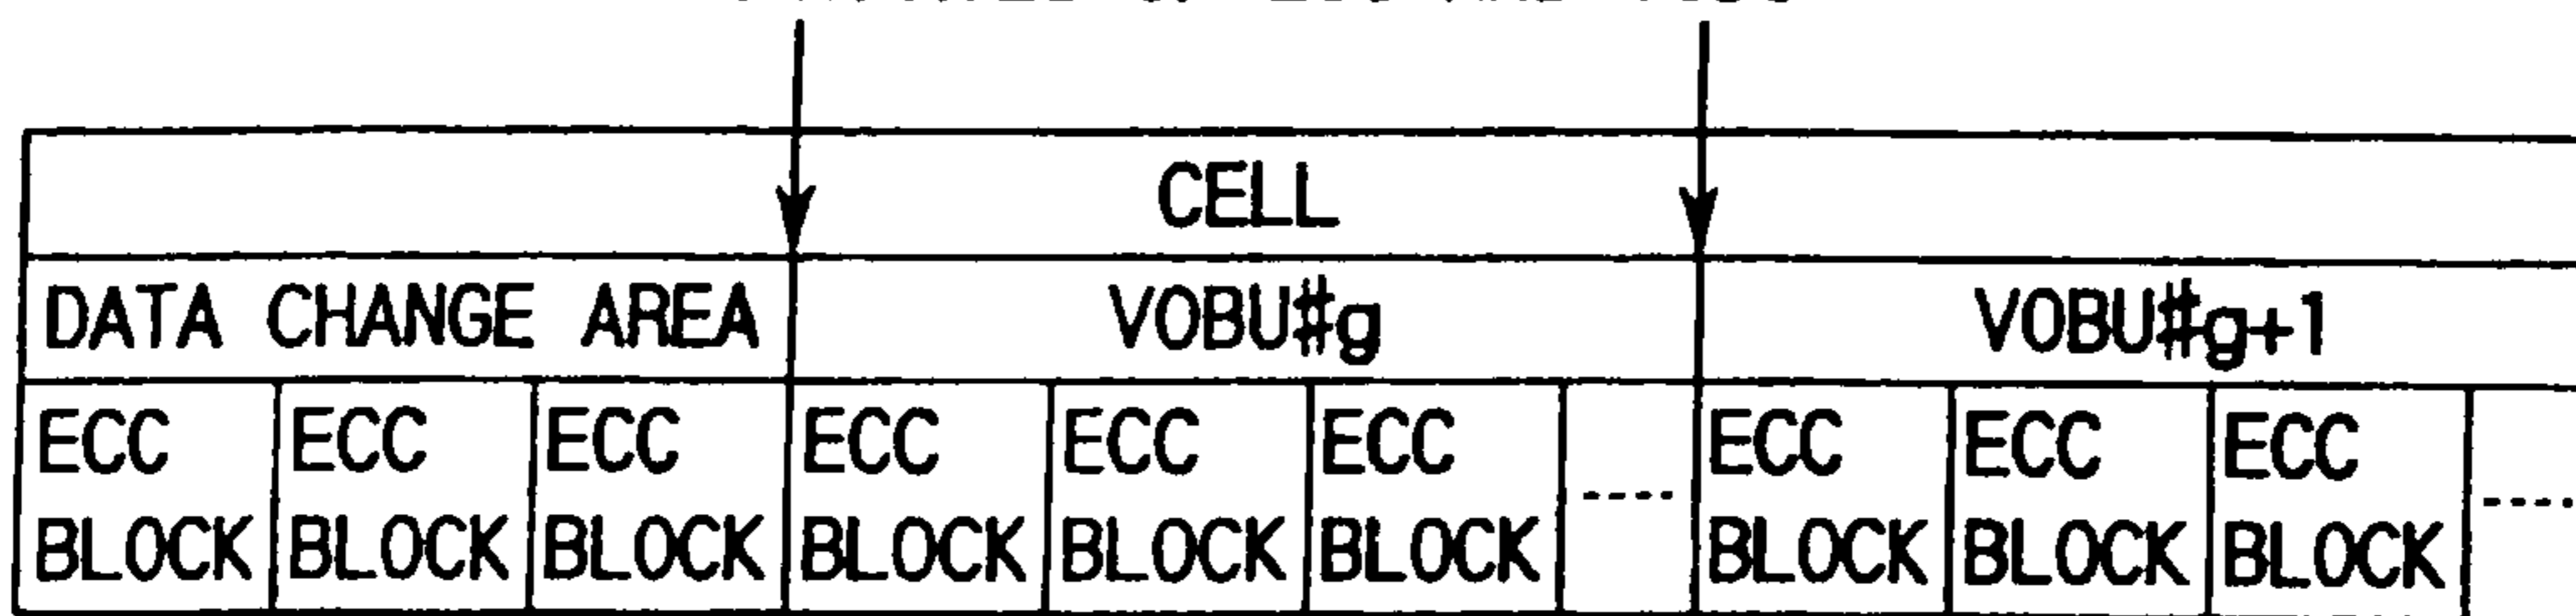 CELL
DATA CHANGE AREA VOBU#g VOBU#g+1
ECC BLOCK ECC BLOCK ECC BLOCK ECC BLOCK ECC BLOCK ECC BLOCK ---- ECC BLOCK ECC BLOCK ECC BLOCK ----